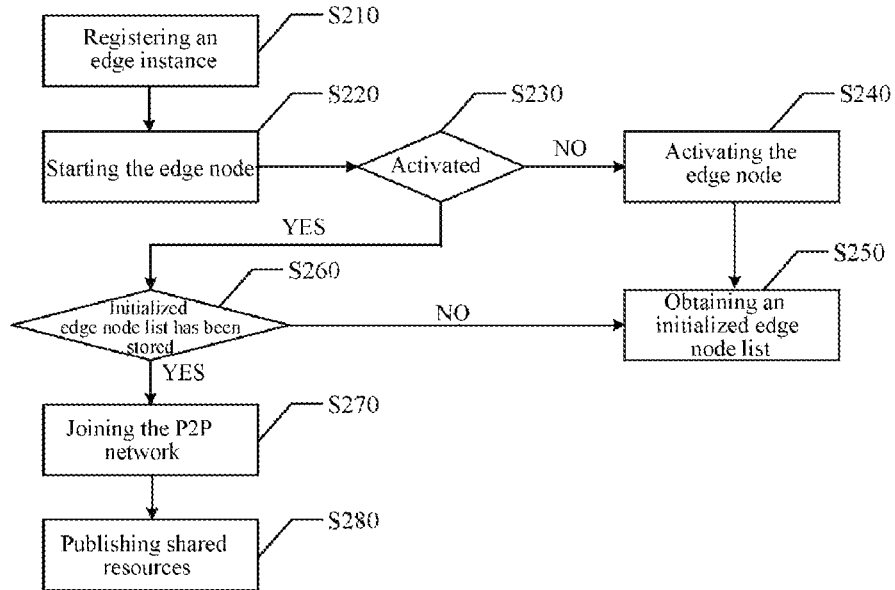 Registering an
edge instance
S210
Starting the edge node
S220
Activated
S230
NO
Activating the
edge node
S240
YES
Obtaining an
initialized edge
node list
S250
Initialized
edge node list has been
stored
S260
NO
YES
Joining the P2P
network
S270
Publishing shared
resources
S280